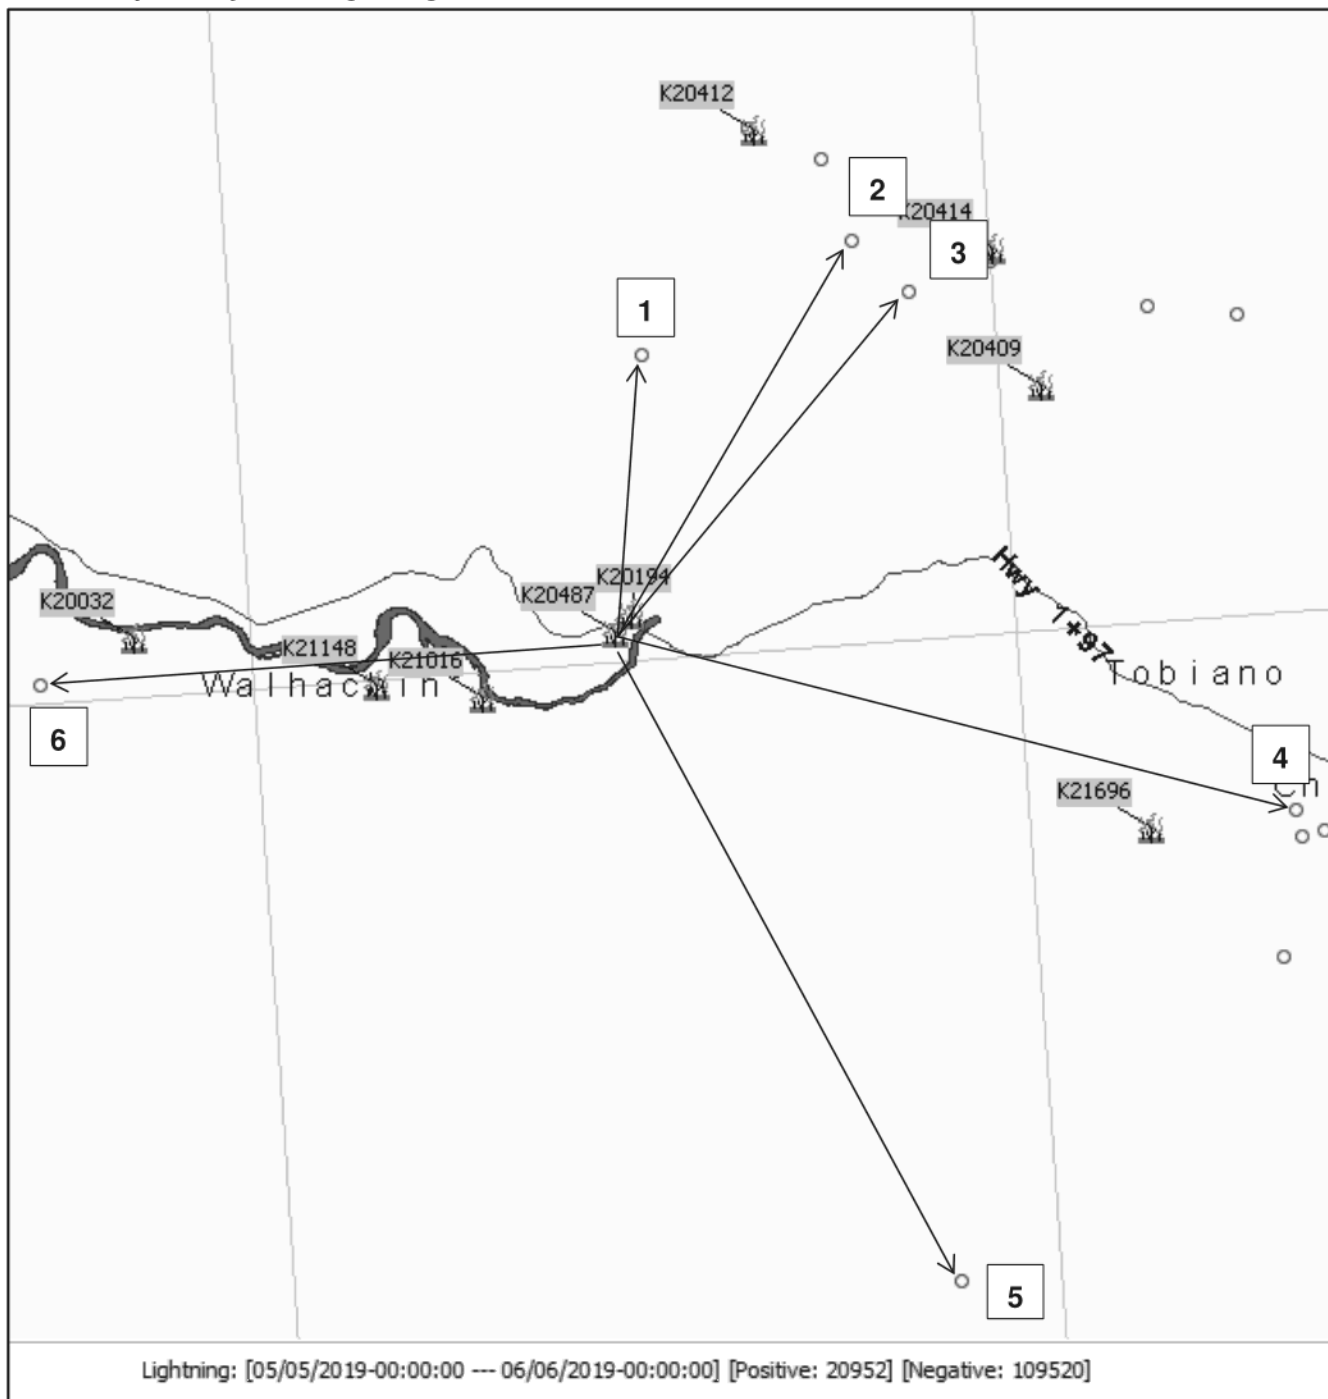 K20412
2
K20414
3
1
K20409
Hwy 1+97
K20194
K20487
K20032
K21148
K21016
Walhachin
Tobiano
6
4
K21696
5
Lightning: [05/05/2019-00:00:00 --- 06/06/2019-00:00:00] [Positive: 20952] [Negative: 109520]